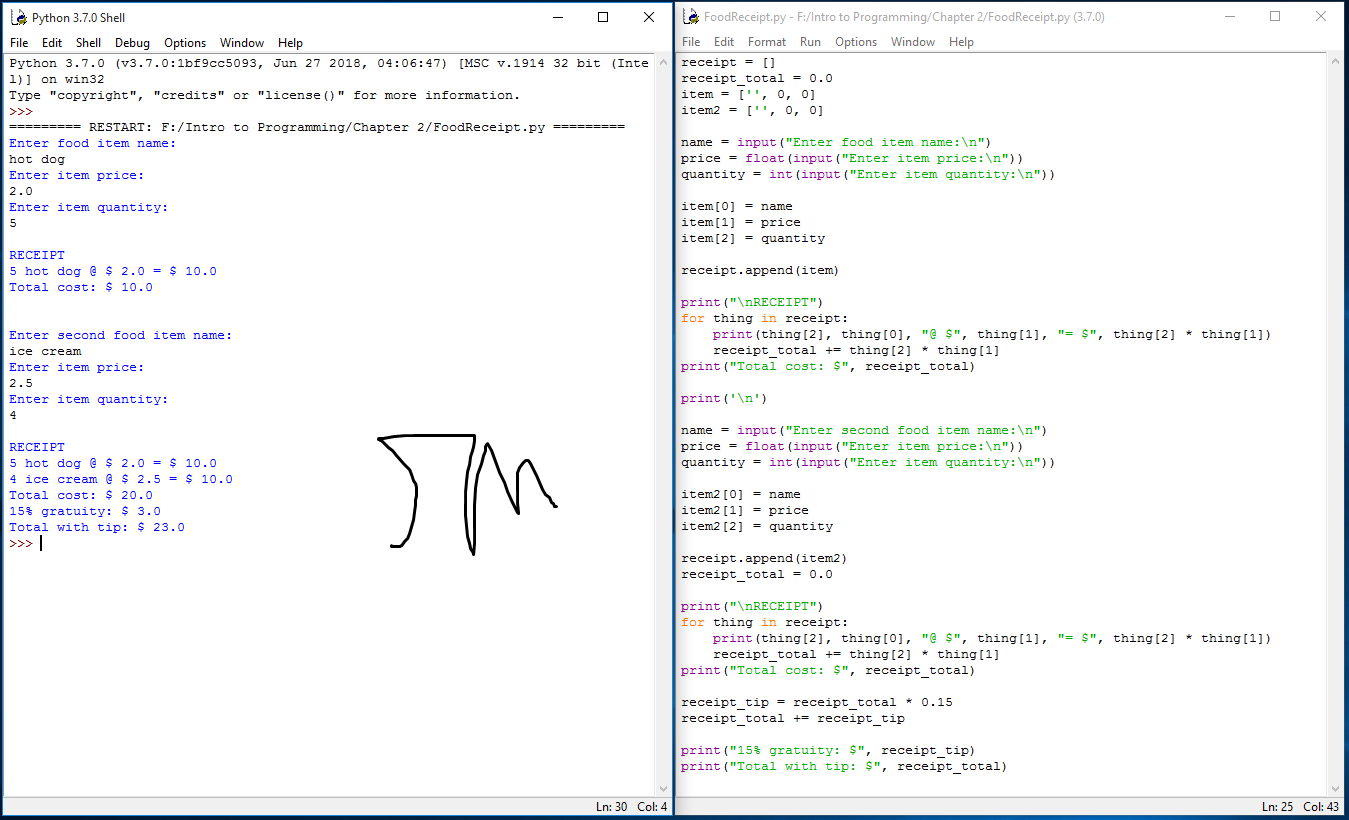 Python 3.7.0 Shell
File Edit Shell Debug Options Window Help
Python 3.7.0 (v3.7.0:1bf9cc5093, Jun 27 2018, 04:06:47) [MSC v.1914 32 bit (Inte
l)] on win32
Type "copyright", "credits" or "license()" for more information.
>>>
========= RESTART: F:/Intro to Programming/Chapter 2/FoodReceipt.py =========
Enter food item name:
hot dog
Enter item price:
2.0
Enter item quantity:
5

RECEIPT
5 hot dog @ $ 2.0 = $ 10.0
Total cost: $ 10.0


Enter second food item name:
ice cream
Enter item price:
2.5
Enter item quantity:
4

RECEIPT
5 hot dog @ $ 2.0 = $ 10.0
4 ice cream @ $ 2.5 = $ 10.0
Total cost: $ 20.0
15% gratuity: $ 3.0
Total with tip: $ 23.0
>>>
Ln: 30 Col: 4
FoodReceipt.py - F:/Intro to Programming/Chapter 2/FoodReceipt.py (3.7.0)
File Edit Format Run Options Window Help
receipt = []
receipt_total = 0.0
item = ['', 0, 0]
item2 = ['', 0, 0]

name = input("Enter food item name:\n")
price = float(input("Enter item price:\n"))
quantity = int(input("Enter item quantity:\n"))

item[0] = name
item[1] = price
item[2] = quantity

receipt.append(item)

print("\nRECEIPT")
for thing in receipt:
    print(thing[2], thing[0], "@ $", thing[1], "= $", thing[2] * thing[1])
    receipt_total += thing[2] * thing[1]
print("Total cost: $", receipt_total)

print('\n')

name = input("Enter second food item name:\n")
price = float(input("Enter item price:\n"))
quantity = int(input("Enter item quantity:\n"))

item2[0] = name
item2[1] = price
item2[2] = quantity

receipt.append(item2)
receipt_total = 0.0

print("\nRECEIPT")
for thing in receipt:
    print(thing[2], thing[0], "@ $", thing[1], "= $", thing[2] * thing[1])
    receipt_total += thing[2] * thing[1]
print("Total cost: $", receipt_total)

receipt_tip = receipt_total * 0.15
receipt_total += receipt_tip

print("15% gratuity: $", receipt_tip)
print("Total with tip: $", receipt_total)
Ln: 25 Col: 43